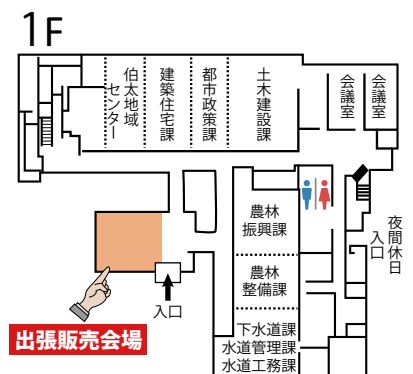 1F
伯太地域
センター
建築住宅課
都市政策課
土木建設課
会議室
会議室
農林
振興課
農林
整備課
夜間休日
入口
入口
出張販売会場
下水道課
水道管理課
水道工務課